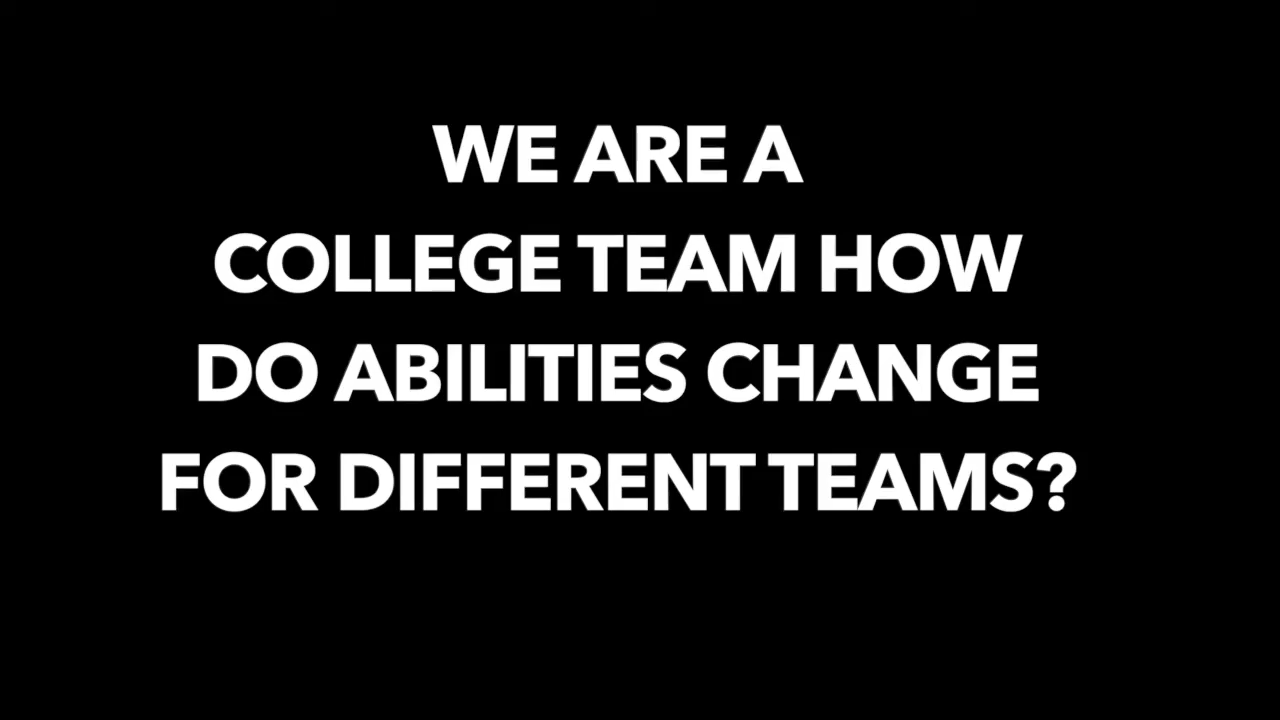 WE ARE A
COLLEGE TEAM HOW
DO ABILITIES CHANGE
FOR DIFFERENT TEAMS?